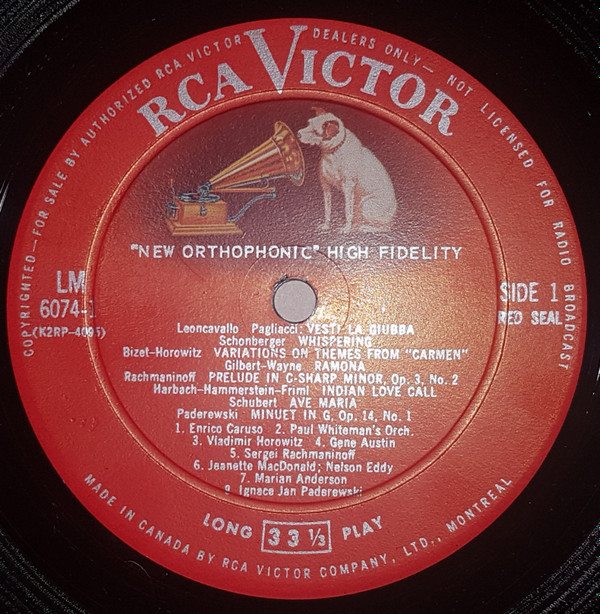 COPYRIGHTED—FOR SALE BY AUTHORIZED RCA VICTOR DEALERS ONLY—NOT LICENSED FOR RADIO BROADCAST
RCA VICTOR
"NEW ORTHOPHONIC" HIGH FIDELITY
LM
6074-1
(K2RP-4095)
SIDE 1
RED SEAL
Leoncavallo Pagliacci: VESTI LA GIUBBA
Schonberger WHISPERING
Bizet-Horowitz VARIATIONS ON THEMES FROM "CARMEN"
Gilbert-Wayne RAMONA
Rachmaninoff PRELUDE IN C-SHARP MINOR, Op. 3, No. 2
Harbach-Hammerstein-Friml INDIAN LOVE CALL
Schubert AVE MARIA
Paderewski MINUET IN G, Op. 14, No. 1
1. Enrico Caruso 2. Paul Whiteman's Orch.
3. Vladimir Horowitz 4. Gene Austin
5. Sergei Rachmaninoff
6. Jeanette MacDonald; Nelson Eddy
7. Marian Anderson
8. Ignace Jan Paderewski
LONG 33 1/3 PLAY
MADE IN CANADA BY RCA VICTOR COMPANY, LTD., MONTREAL